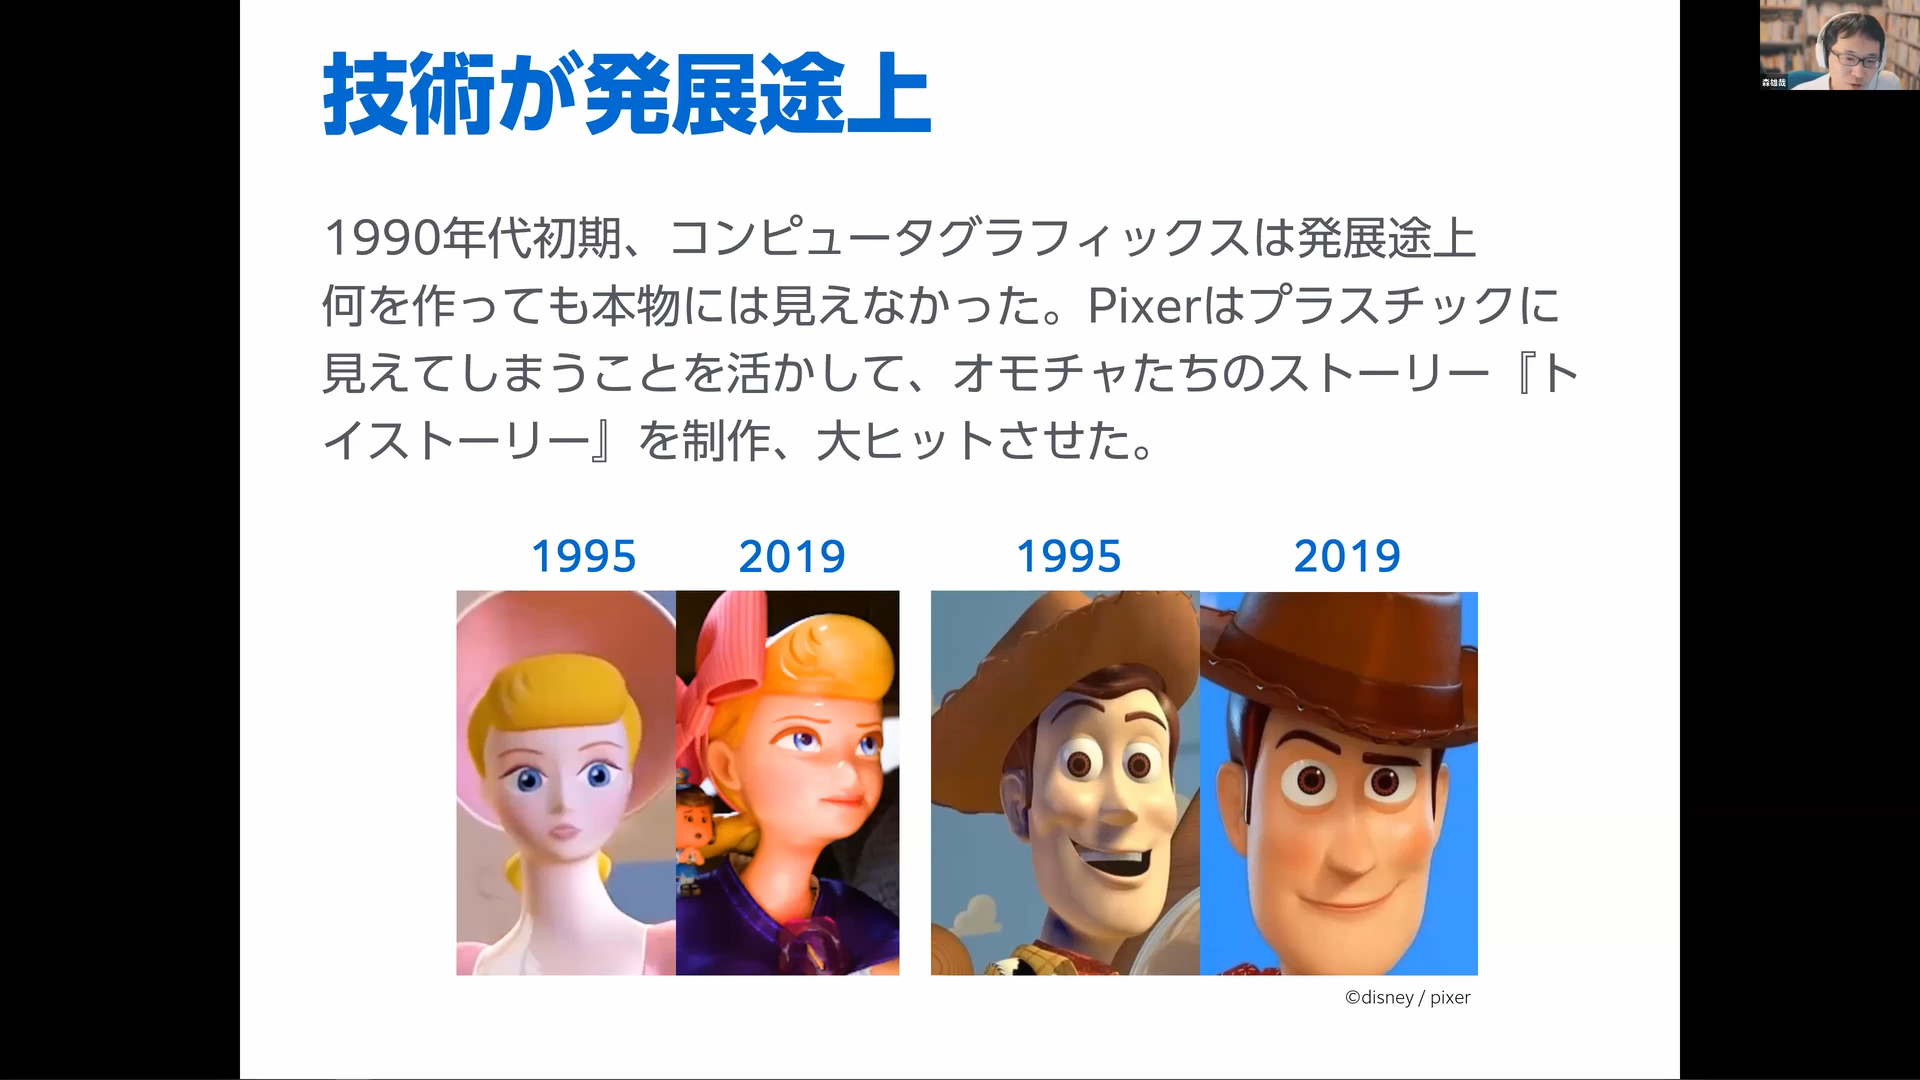 技術が発展途上
1990年代初期、コンピュータグラフィックスは発展途上
何を作っても本物には見えなかった。Pixerはプラスチックに
見えてしまうことを活かして、オモチャたちのストーリー『ト
イストーリー』を制作、大ヒットさせた。
1995 2019 1995 2019
©disney / pixer
森雄哉